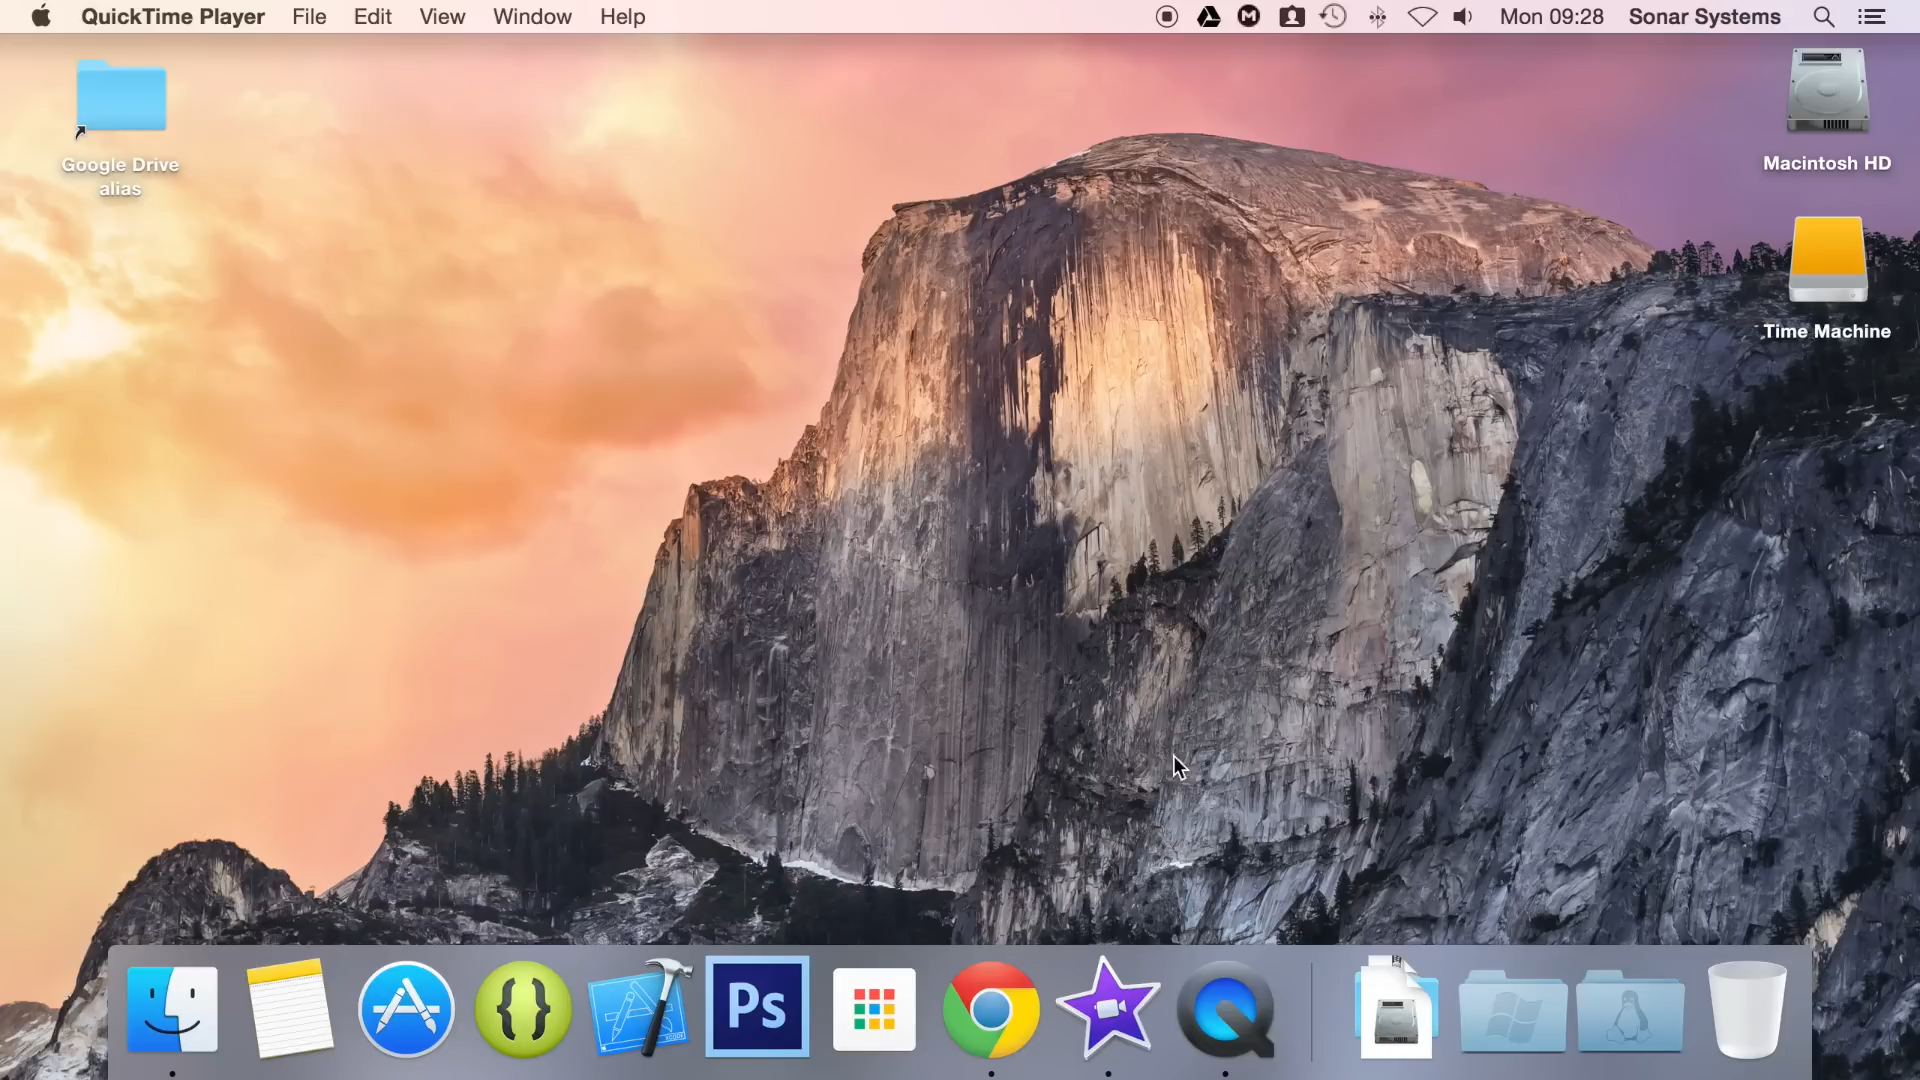 QuickTime Player File Edit View Window Help Mon 09:28 Sonar Systems
Google Drive
alias
Macintosh HD
Time Machine
Ps